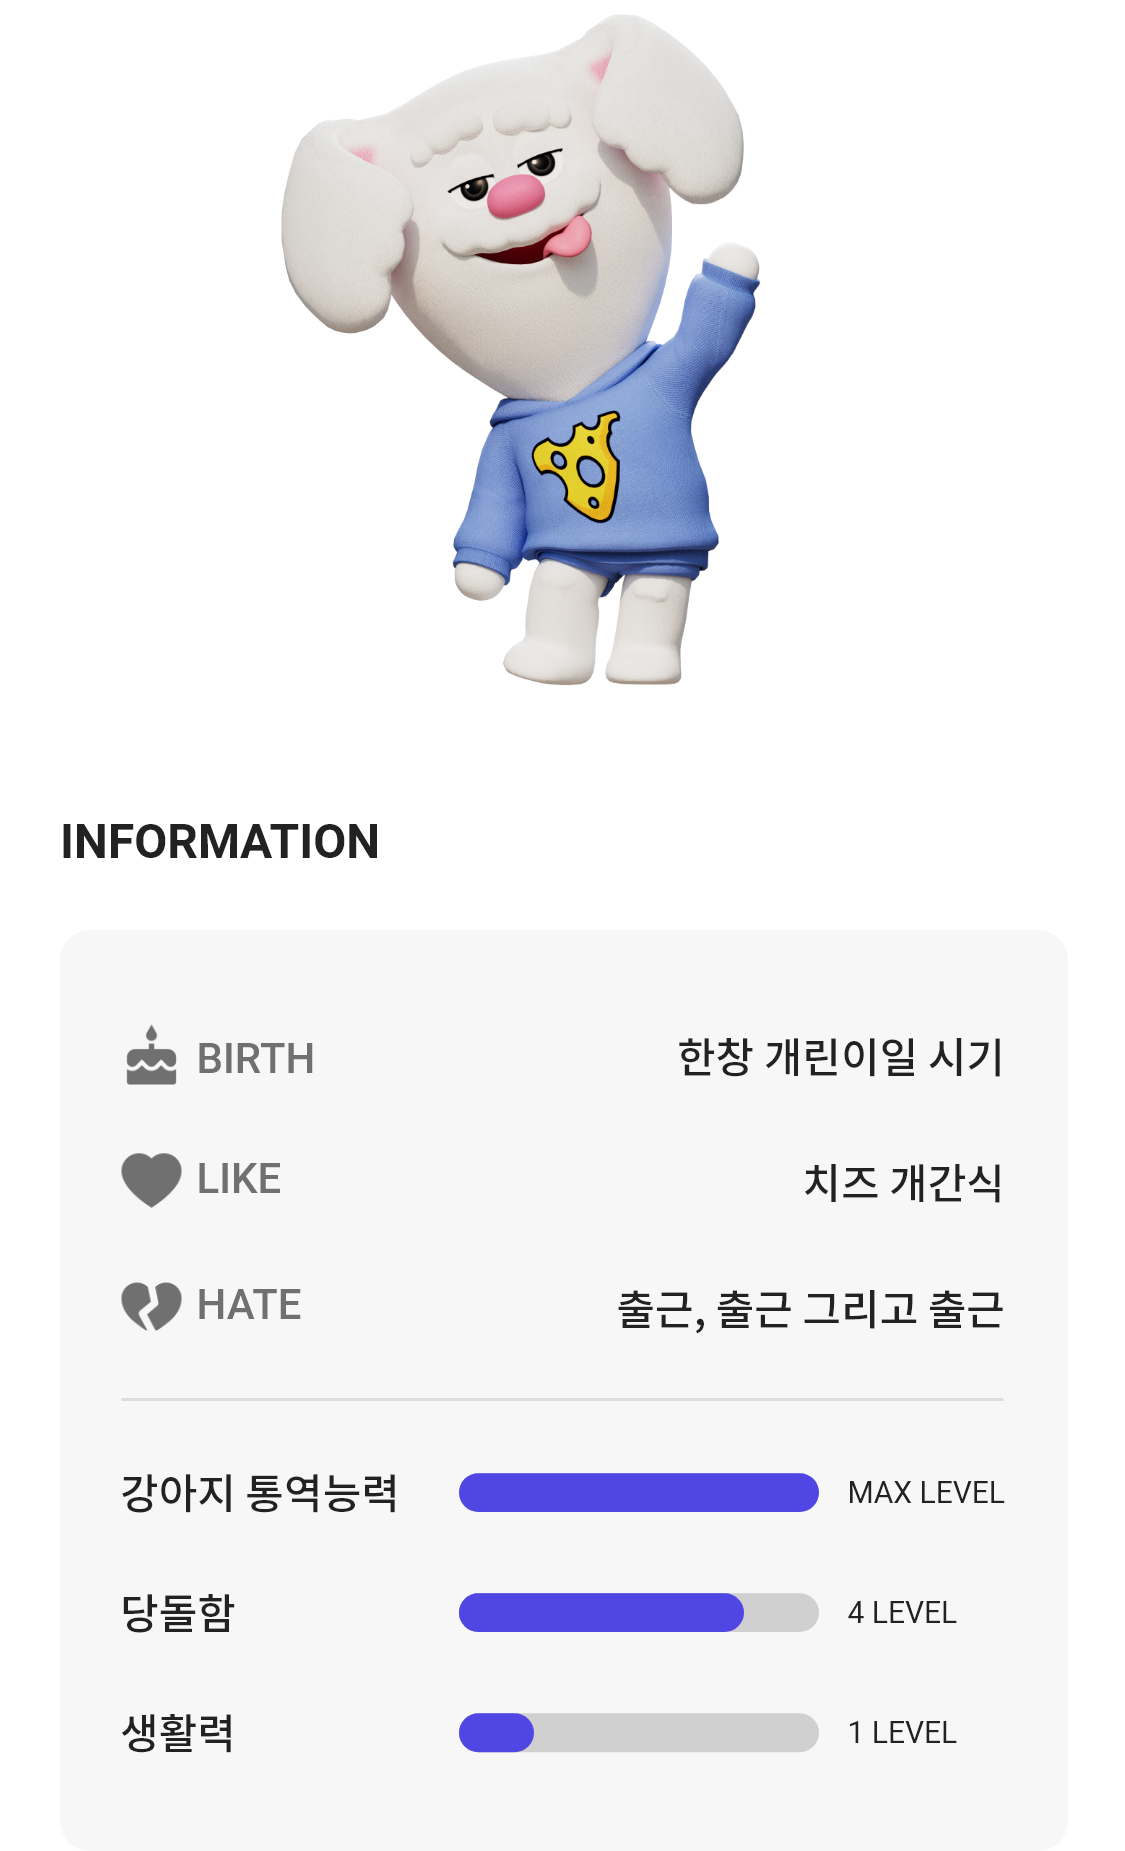 INFORMATION
BIRTH 한창 개린이일 시기
LIKE 치즈 개간식
HATE 출근, 출근 그리고 출근
강아지 통역능력 MAX LEVEL
당돌함 4 LEVEL
생활력 1 LEVEL